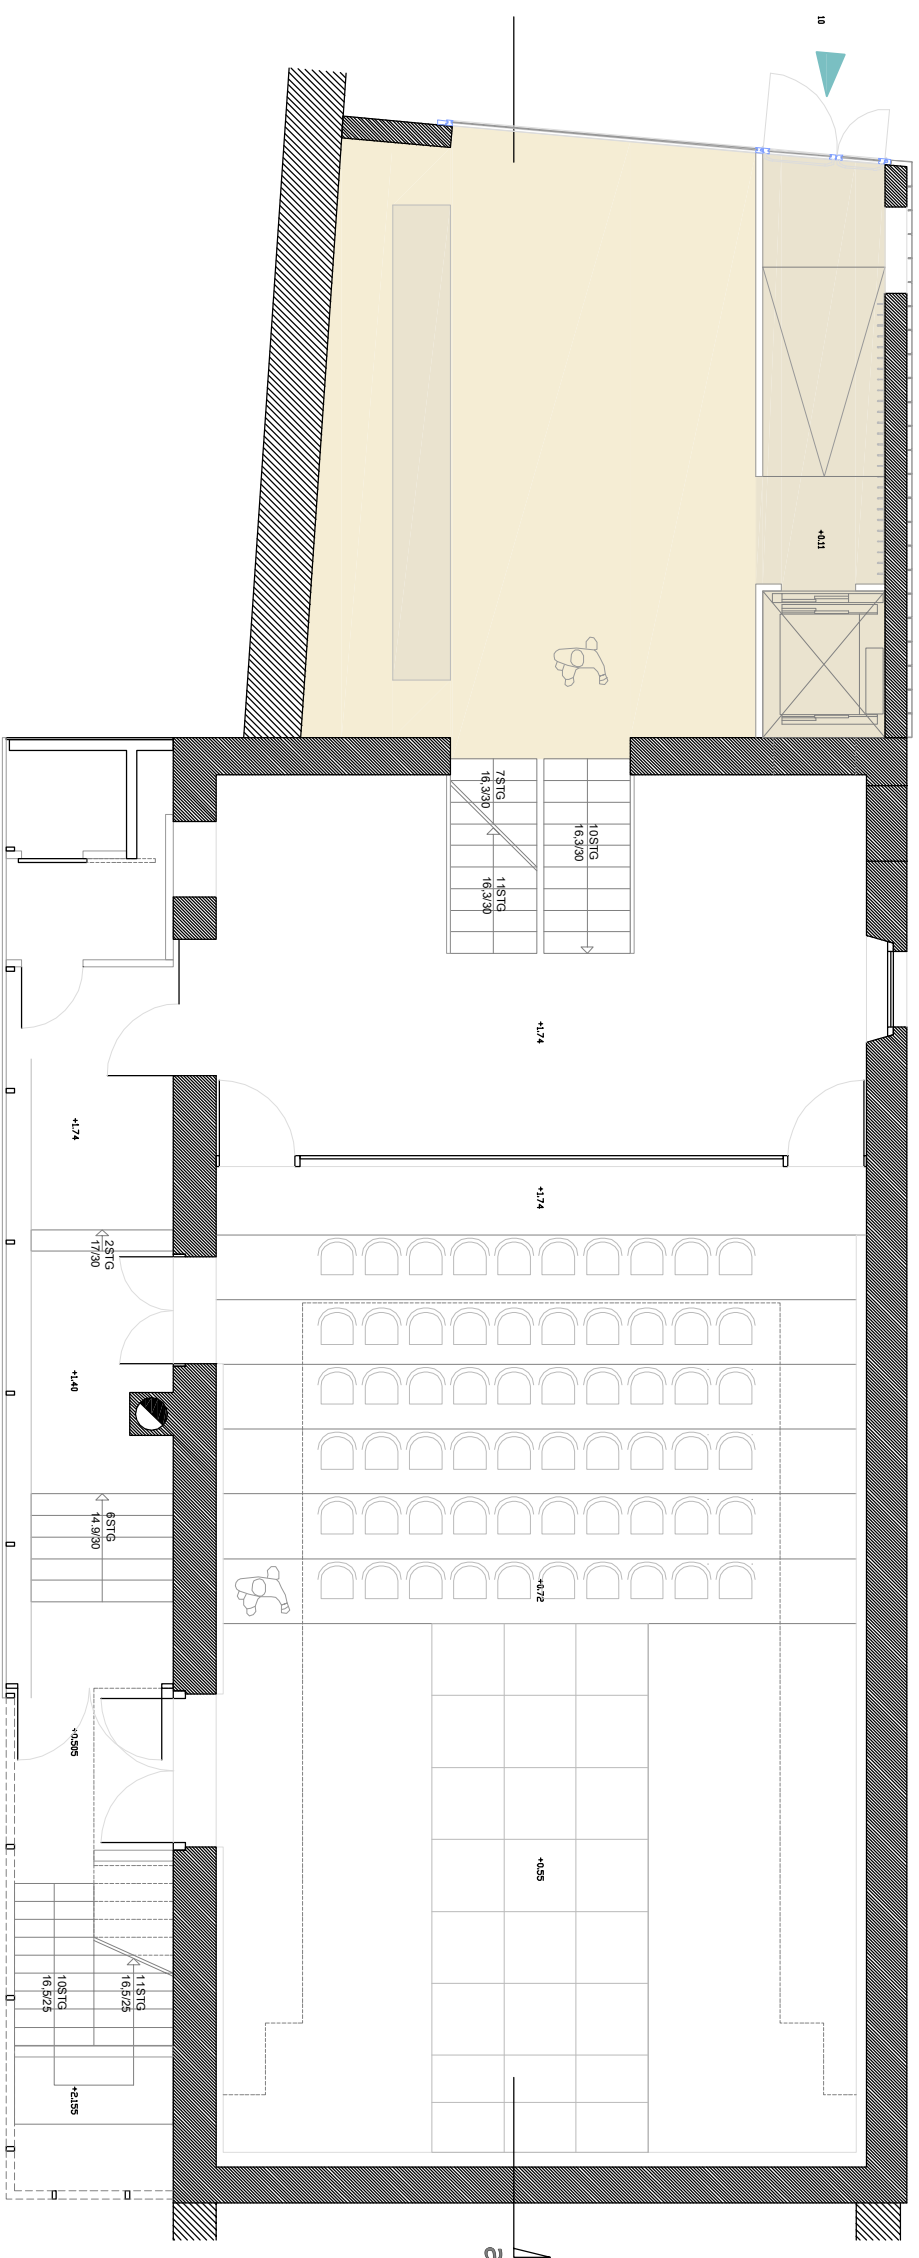 10
+0.11
7STG
16,3/30
11STG
16,3/30
10STG
16,3/30
+1.74
+1.74
+1.74
2STG
17/30
+1.40
6STG
14.9/30
+0.72
+0.505
+0.55
11STG
16,5/25
10STG
16,5/25
+2.155
a